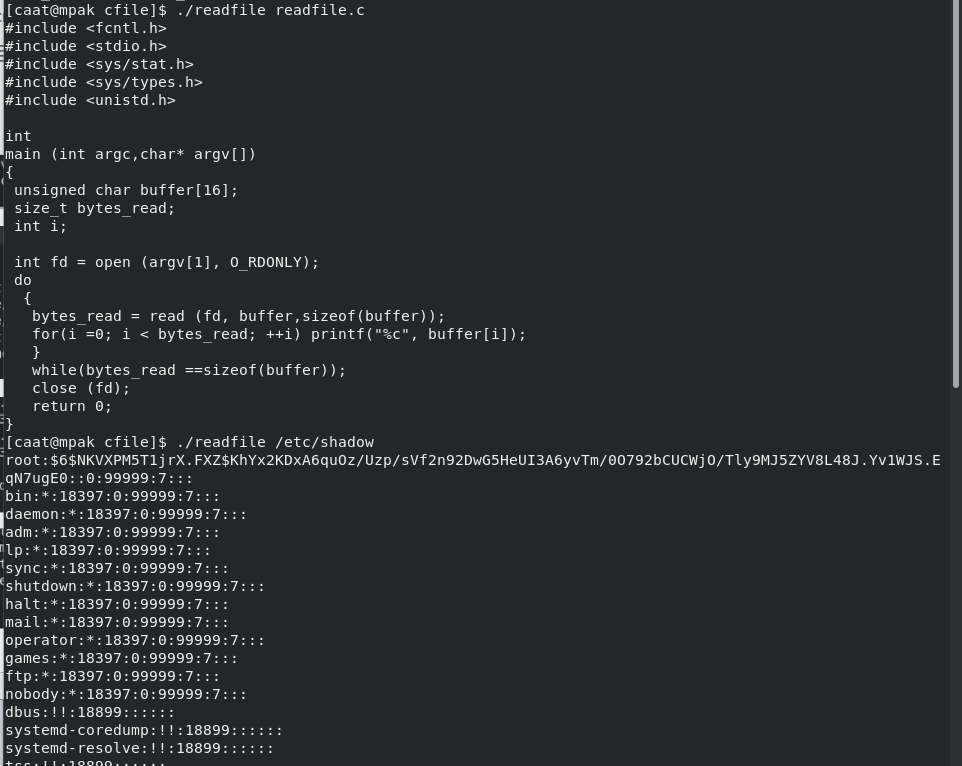 [caat@mpak cfile]$ ./readfile readfile.c
#include <fcntl.h>
#include <stdio.h>
#include <sys/stat.h>
#include <sys/types.h>
#include <unistd.h>
int
main (int argc,char* argv[])
{
unsigned char buffer[16];
size_t bytes_read;
int i;
int fd = open (argv[1], O_RDONLY);
do
{
bytes_read = read (fd, buffer,sizeof(buffer));
for(i =0; i < bytes_read; ++i) printf("%c", buffer[i]);
}
while(bytes_read ==sizeof(buffer));
close (fd);
return 0;
}
[caat@mpak cfile]$ ./readfile /etc/shadow
root:$6$NKVXPM5T1jrX.FXZ$KhYx2KDxA6quOz/Uzp/sVf2n92DwG5HeUI3A6yvTm/0O792bCUCWjO/Tly9MJ5ZYV8L48J.Yv1WJS.E
qN7ugE0::0:99999:7:::
bin:*:18397:0:99999:7:::
daemon:*:18397:0:99999:7:::
adm:*:18397:0:99999:7:::
lp:*:18397:0:99999:7:::
sync:*:18397:0:99999:7:::
shutdown:*:18397:0:99999:7:::
halt:*:18397:0:99999:7:::
mail:*:18397:0:99999:7:::
operator:*:18397:0:99999:7:::
games:*:18397:0:99999:7:::
ftp:*:18397:0:99999:7:::
nobody:*:18397:0:99999:7:::
dbus:!!:18899::::::
systemd-coredump:!!:18899::::::
systemd-resolve:!!:18899::::::
tss:!!:18899::::::